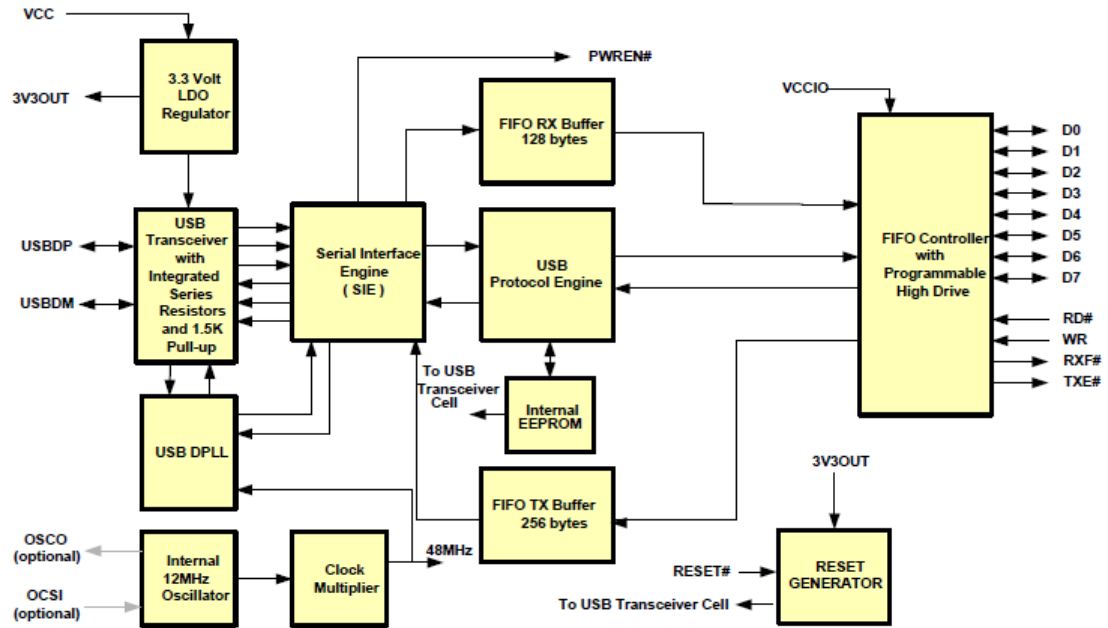 VCC
3.3 Volt
LDO
Regulator
3V3OUT
PWREN#
FIFO RX Buffer
128 bytes
VCCIO
FIFO Controller
with
Programmable
High Drive
D0
D1
D2
D3
D4
D5
D6
D7
RD#
WR
RXF#
TXE#
USBDP
USBDM
USB
Transceiver
with
Integrated
Series
Resistors
and 1.5K
Pull-up
Serial Interface
Engine
( SIE )
USB
Protocol Engine
To USB
Transceiver
Cell
Internal
EEPROM
USB DPLL
FIFO TX Buffer
256 bytes
3V3OUT
OSCO
(optional)
OCSI
(optional)
Internal
12MHz
Oscillator
Clock
Multiplier
48MHz
RESET#
RESET
GENERATOR
To USB Transceiver Cell